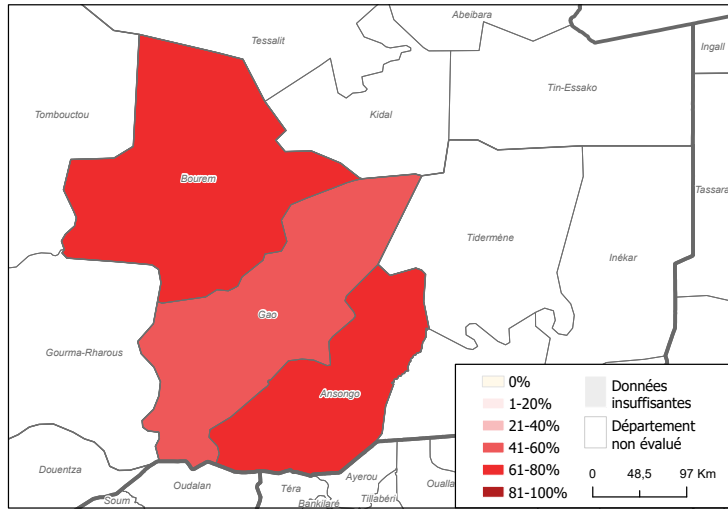 Abeibara
Tessalit
Ingall
Tin-Essako
Tombouctou
Kidal
Bourem
Tassara
Tidermène
Inékar
Gao
Gourma-Rharous
Ansongo
0%
1-20%
21-40%
41-60%
61-80%
81-100%
Données
insuffisantes
Département
non évalué
0 48,5 97 Km
Douentza
Ayerou
Oudalan
Téra
Oualla
Soum
Bankilaré
Tillabéri